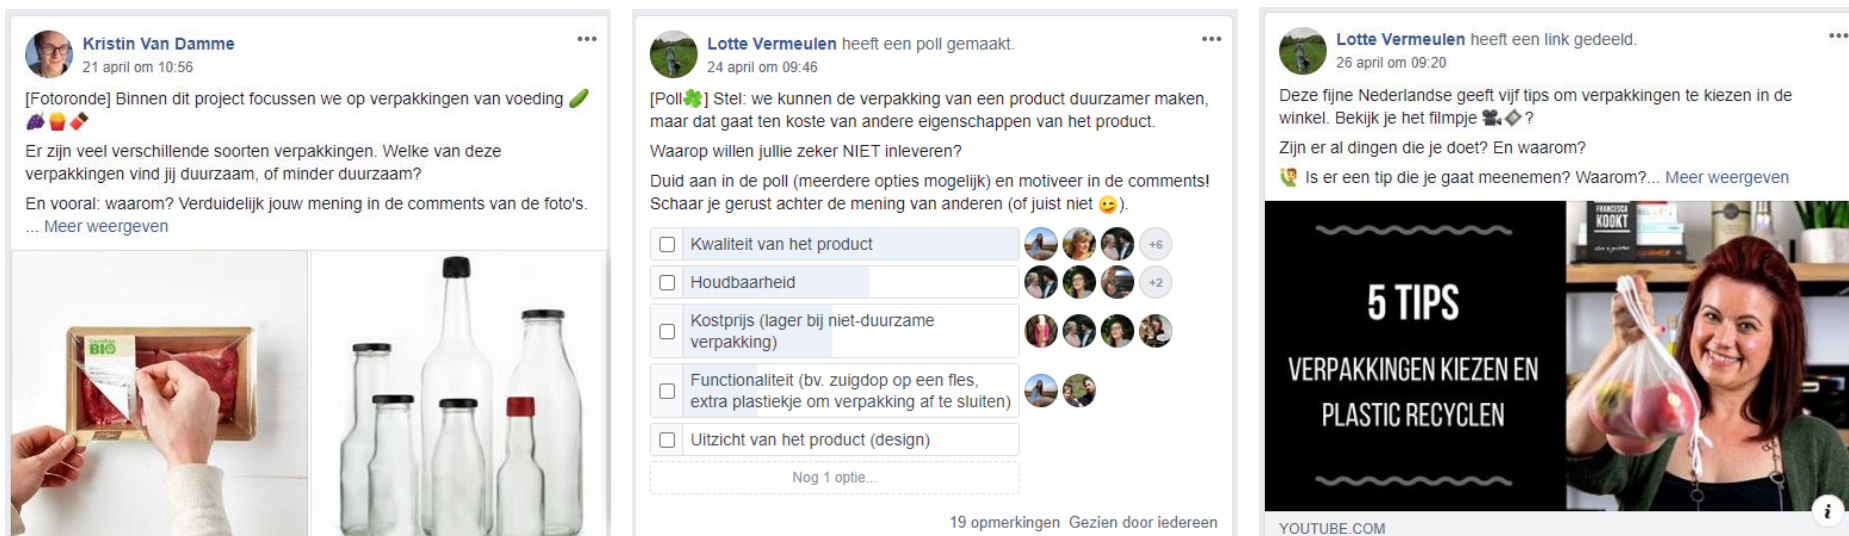 Kristin Van Damme
21 april om 10:56
[Fotoronde] Binnen dit project focussen we op verpakkingen van voeding 🥒
🍇🍟🍫
Er zijn veel verschillende soorten verpakkingen. Welke van deze
verpakkingen vind jij duurzaam, of minder duurzaam?
En vooral: waarom? Verduidelijk jouw mening in de comments van de foto's.
... Meer weergeven
BIO
Lotte Vermeulen heeft een poll gemaakt.
24 april om 09:46
[Poll🍀] Stel: we kunnen de verpakking van een product duurzamer maken,
maar dat gaat ten koste van andere eigenschappen van het product.
Waarop willen jullie zeker NIET inleveren?
Duid aan in de poll (meerdere opties mogelijk) en motiveer in de comments!
Schaar je gerust achter de mening van anderen (of juist niet 😉).
Kwaliteit van het product
+6
Houdbaarheid
+2
Kostprijs (lager bij niet-duurzame
verpakking)
Functionaliteit (bv. zuigdop op een fles,
extra plastiekje om verpakking af te sluiten)
Uitzicht van het product (design)
Nog 1 optie...
19 opmerkingen Gezien door iedereen
Lotte Vermeulen heeft een link gedeeld.
26 april om 09:20
Deze fijne Nederlandse geeft vijf tips om verpakkingen te kiezen in de
winkel. Bekijk je het filmpje 🎥?
Zijn er al dingen die je doet? En waarom?
🙋 Is er een tip die je gaat meenemen? Waarom?... Meer weergeven
FRANCESCA
KOOKT
5 TIPS
VERPAKKINGEN KIEZEN EN
PLASTIC RECYCLEN
YOUTUBE.COM